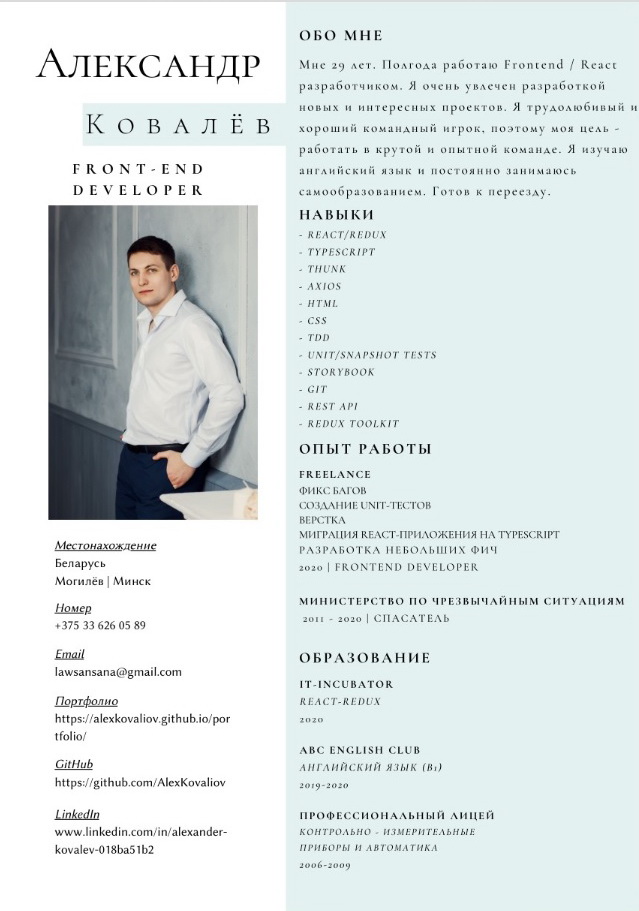 Александр
Ковалёв
FRONT-END
DEVELOPER
Местонахождение
Беларусь
Могилёв | Минск
Номер
+375 33 626 05 89
Email
lawsansana@gmail.com
Портфолио
https://alexkovaliov.github.io/por
tfolio/
GitHub
https://github.com/AlexKovaliov
LinkedIn
www.linkedin.com/in/alexander-
kovalev-018ba51b2
ОБО МНЕ
Мне 29 лет. Полгода работаю Frontend / React
разработчиком. Я очень увлечен разработкой
новых и интересных проектов. Я трудолюбивый и
хороший командный игрок, поэтому моя цель -
работать в крутой и опытной команде. Я изучаю
английский язык и постоянно занимаюсь
самообразованием. Готов к переезду.
НАВЫКИ
- REACT/REDUX
- TYPESCRIPT
- THUNK
- AXIOS
- HTML
- CSS
- TDD
- UNIT/SNAPSHOT TESTS
- STORYBOOK
- GIT
- REST API
- REDUX TOOLKIT
ОПЫТ РАБОТЫ
FREELANCE
ФИКС БАГОВ
СОЗДАНИЕ UNIT-ТЕСТОВ
ВЕРСТКА
МИГРАЦИЯ REACT-ПРИЛОЖЕНИЯ НА TYPESCRIPT
РАЗРАБОТКА НЕБОЛЬШИХ ФИЧ
2020 | FRONTEND DEVELOPER
МИНИСТЕРСТВО ПО ЧРЕЗВЫЧАЙНЫМ СИТУАЦИЯМ
2011 - 2020 | СПАСАТЕЛЬ
ОБРАЗОВАНИЕ
IT-INCUBATOR
REACT-REDUX
2020
ABC ENGLISH CLUB
АНГЛИЙСКИЙ ЯЗЫК (B1)
2019-2020
ПРОФЕССИОНАЛЬНЫЙ ЛИЦЕЙ
КОНТРОЛЬНО - ИЗМЕРИТЕЛЬНЫЕ
ПРИБОРЫ И АВТОМАТИКА
2006-2009